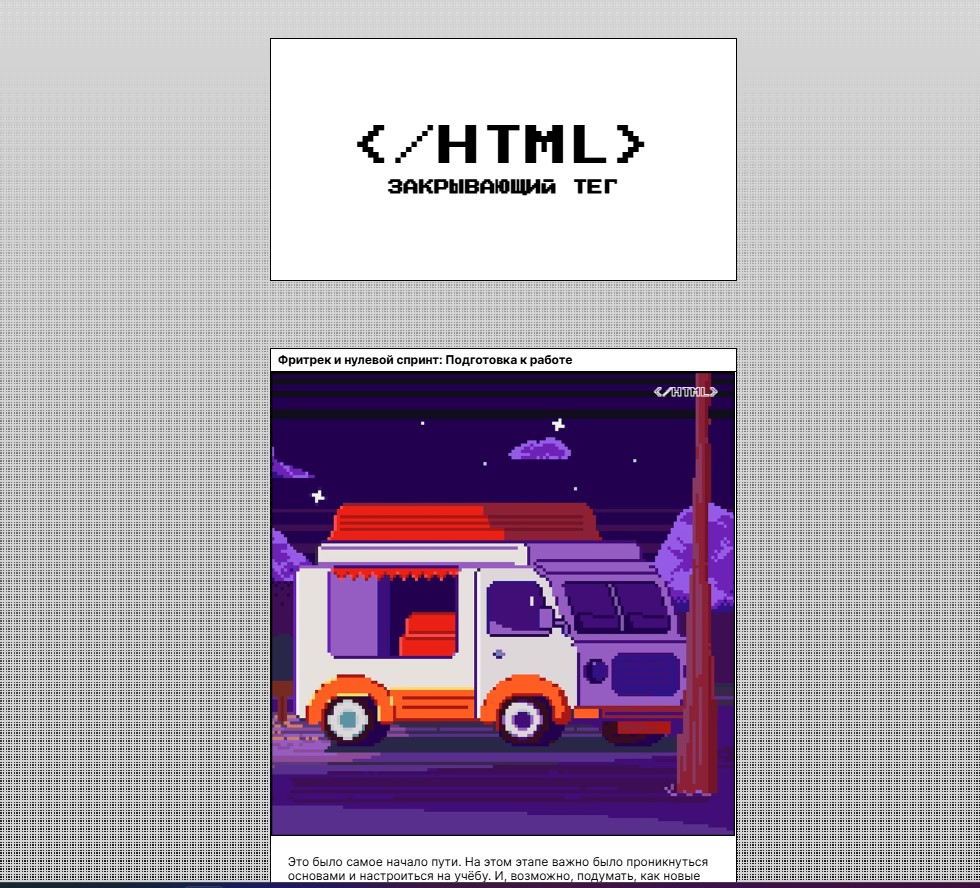 </HTML>
ЗАКРЫВАЮЩИЙ ТЕГ
Фритрек и нулевой спринт: Подготовка к работе
</HTML>
Это было самое начало пути. На этом этапе важно было проникнуться
основами и настроиться на учёбу. И, возможно, подумать, как новые